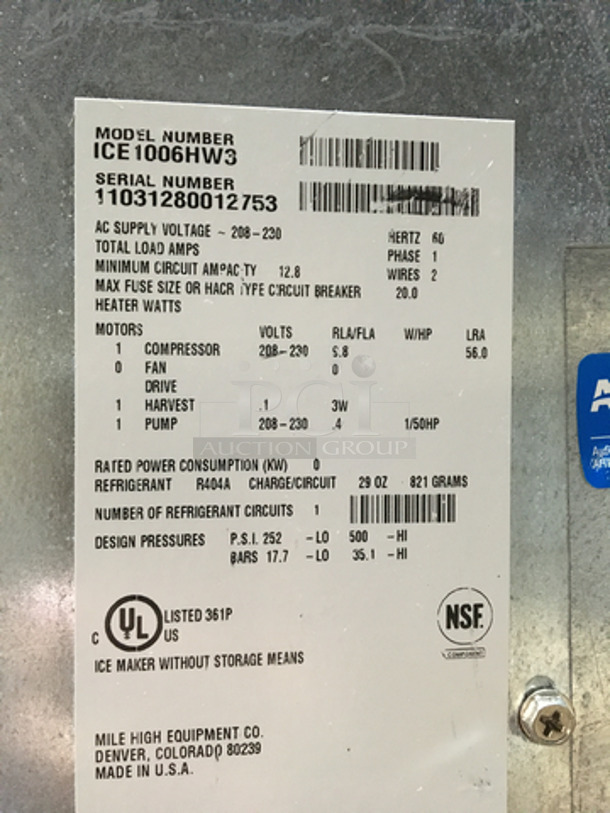 MODEL NUMBER
ICE1006HW3
SERIAL NUMBER
11031280012753
AC SUPPLY VOLTAGE ~ 208-230 HERTZ 60
TOTAL LOAD AMPS PHASE 1
MINIMUM CIRCUIT AMPACITY 12.8 WIRES 2
MAX FUSE SIZE OR HACR TYPE CIRCUIT BREAKER 20.0
HEATER WATTS
MOTORS VOLTS RLA/FLA W/HP LRA
1 COMPRESSOR 208-230 9.8 56.0
0 FAN 0
DRIVE
1 HARVEST .1 3W
1 PUMP 208-230 .4 1/50HP
PCI
AUCTION GROUP
RATED POWER CONSUMPTION (KW) 0
REFRIGERANT R404A CHARGE/CIRCUIT 29 OZ 821 GRAMS
NUMBER OF REFRIGERANT CIRCUITS 1
DESIGN PRESSURES P.S.I. 252 -LO 500 -HI
BARS 17.7 -LO 35.1 -HI
C UL US LISTED 361P
NSF.
COMPONENT
ICE MAKER WITHOUT STORAGE MEANS
MILE HIGH EQUIPMENT CO.
DENVER, COLORADO 80239
MADE IN U.S.A.